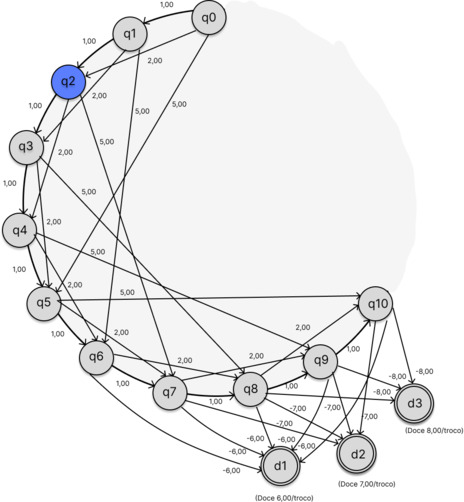 1,00
q0
q1
1,00
2,00
q2
2,00
5,00
5,00
1,00
5,00
q3
2,00
1,00
5,00
q4
2,00
5,00
1,00
2,00
5,00
q5
q10
1,00
2,00
2,00
q6
2,00
2,00
1,00
q9
1,00
q7
1,00
q8
1,00
-8,00
-8,00
-8,00
d3
-7,00
-7,00
-7,00
(Doce 8,00/troco)
-6,00
-6,00
-6,00
-6,00
-6,00
d1
d2
(Doce 7,00/troco)
(Doce 6,00/troco)